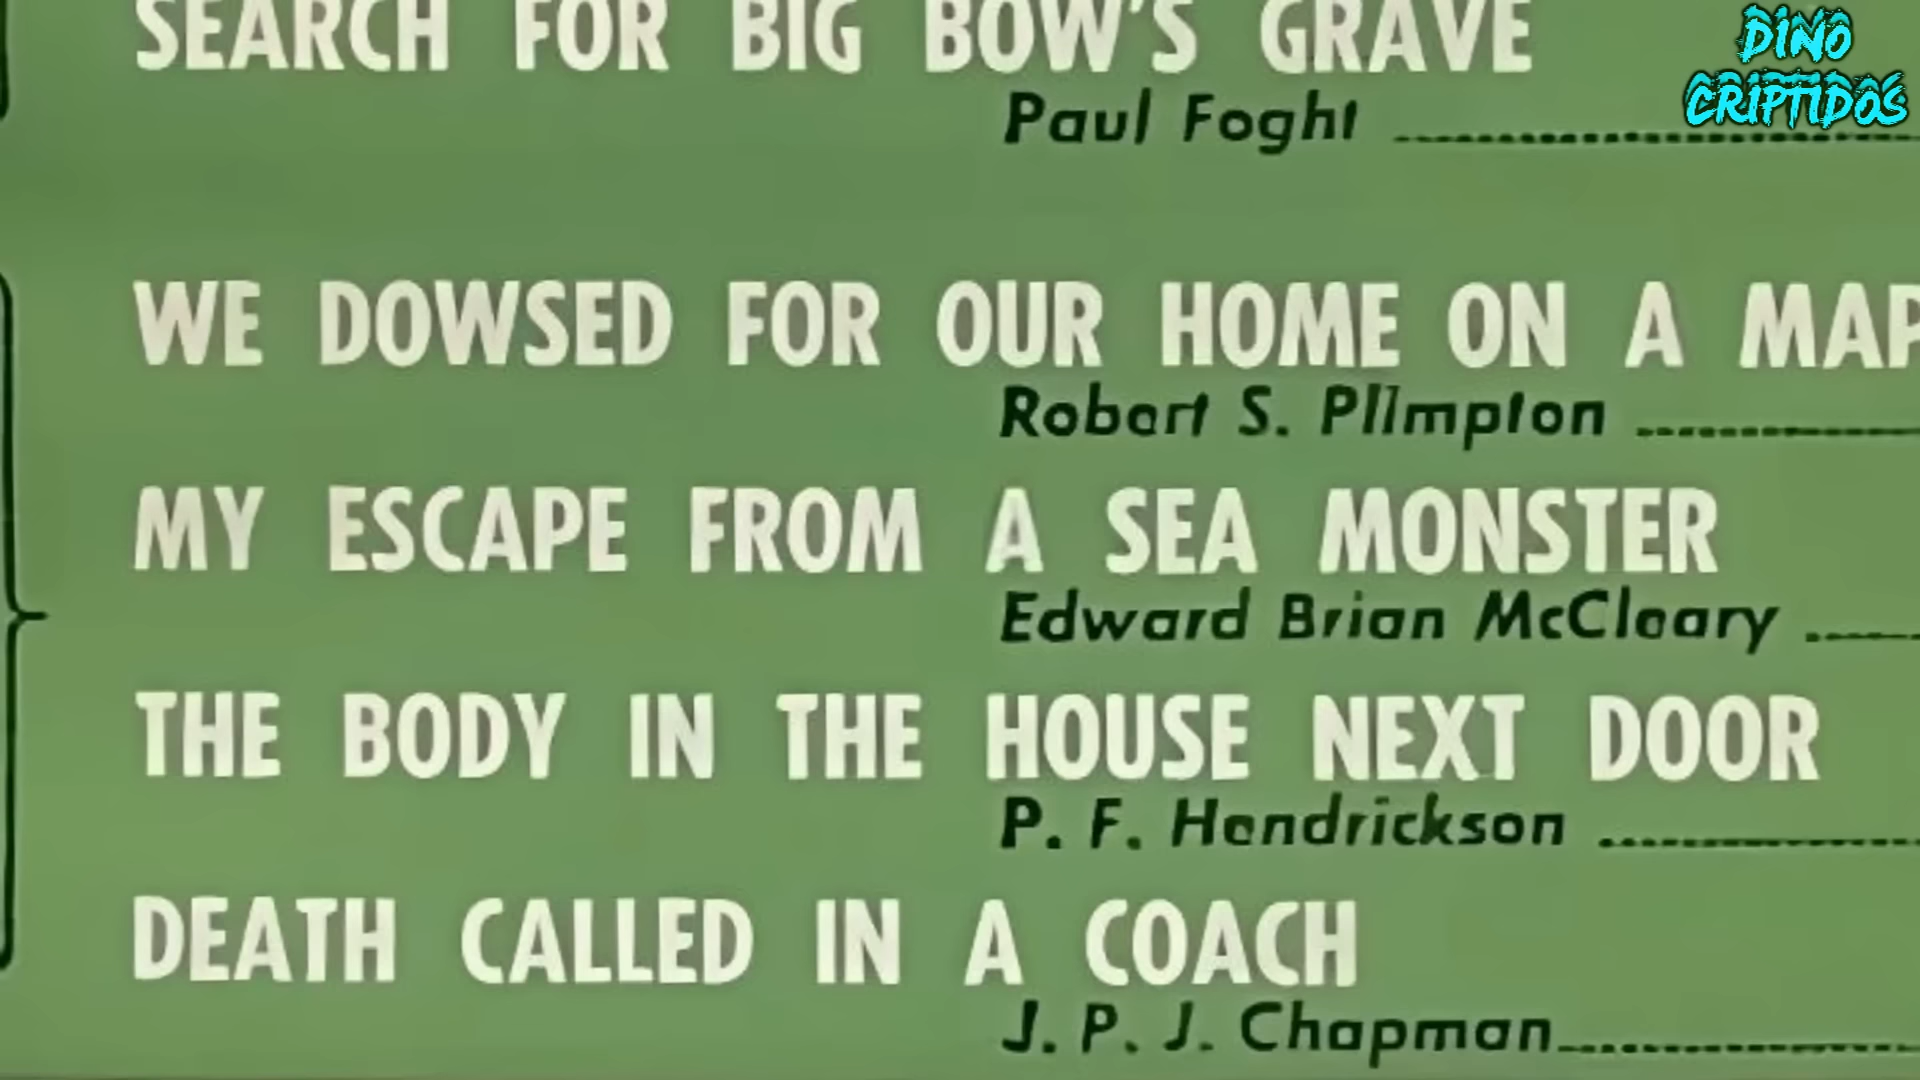 SEARCH FOR BIG BOW'S GRAVE
Paul Foght
WE DOWSED FOR OUR HOME ON A MAP
Robert S. Plimpton
MY ESCAPE FROM A SEA MONSTER
Edward Brian McCleary
THE BODY IN THE HOUSE NEXT DOOR
P. F. Hendrickson
DEATH CALLED IN A COACH
J. P. J. Chapman
DINO
CRIPTIDOS